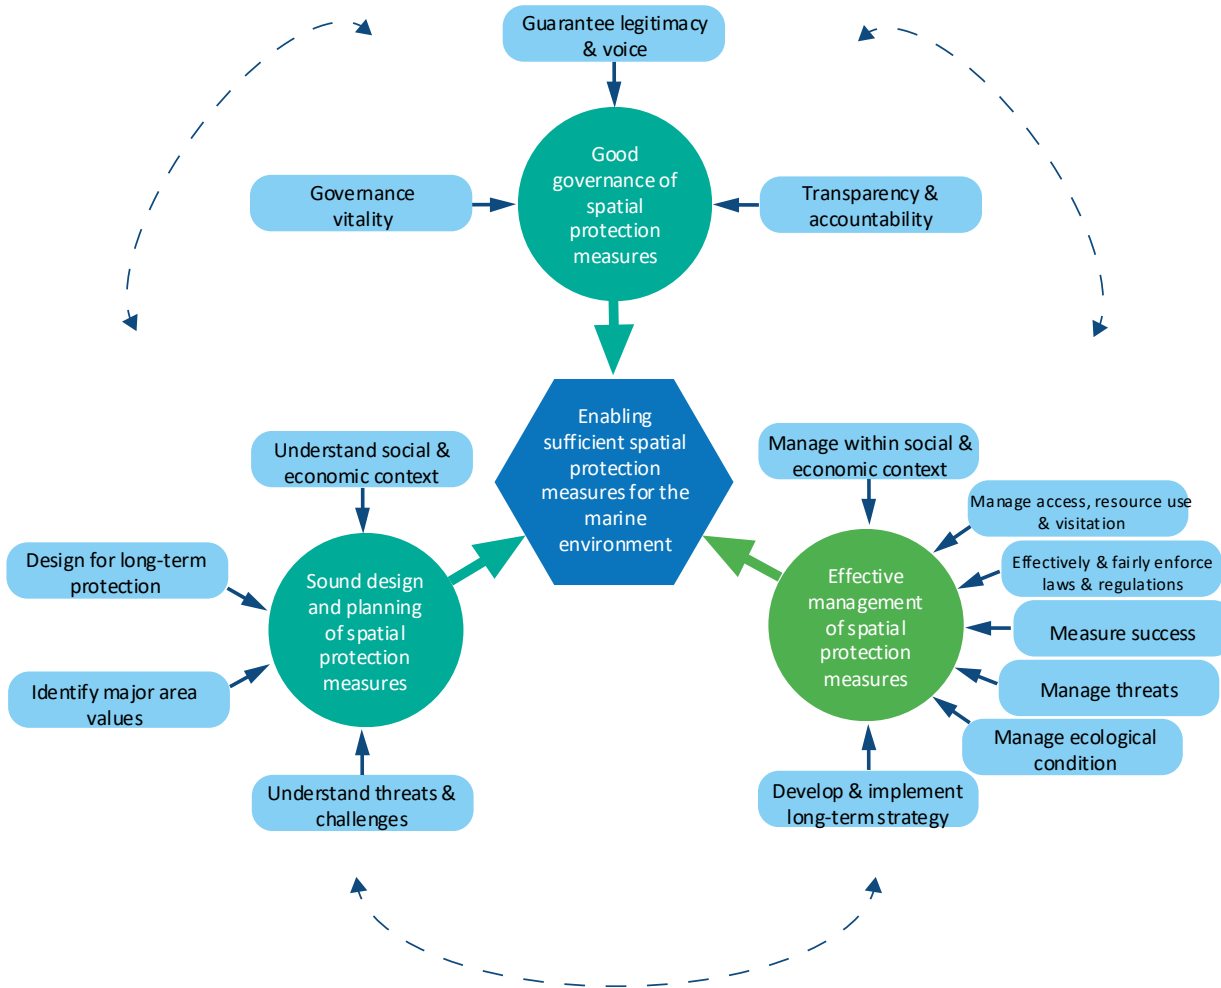 Guarantee legitimacy
& voice
Good
governance of
spatial
protection
measures
Governance
vitality
Transparency &
accountability
Enabling
sufficient spatial
protection
measures for the
marine
environment
Understand social &
economic context
Design for long-term
protection
Sound design
and planning
of spatial
protection
measures
Identify major area
values
Understand threats &
challenges
Manage within social &
economic context
Manage access, resource use
& visitation
Effectively & fairly enforce
laws & regulations
Effective
management
of spatial
protection
measures
Measure success
Manage threats
Manage ecological
condition
Develop & implement
long-term strategy